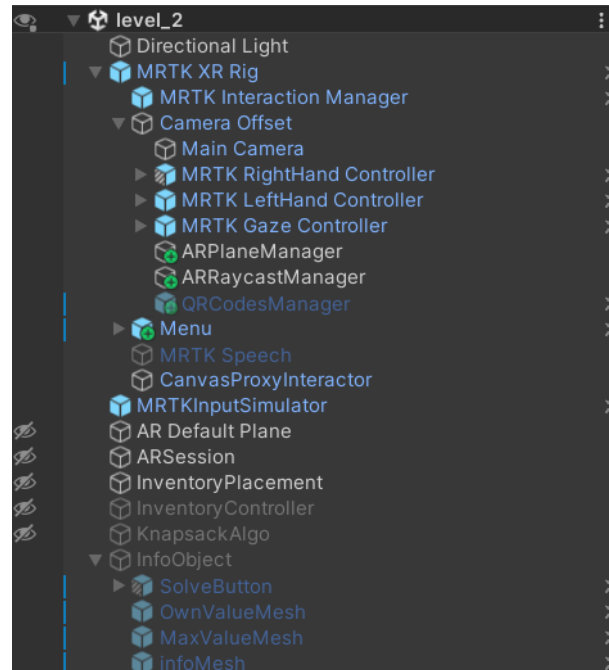 level_2
Directional Light
MRTK XR Rig
MRTK Interaction Manager
Camera Offset
Main Camera
MRTK RightHand Controller
MRTK LeftHand Controller
MRTK Gaze Controller
ARPlaneManager
ARRaycastManager
QRCodesManager
Menu
MRTK Speech
CanvasProxyInteractor
MRTKInputSimulator
AR Default Plane
ARSession
InventoryPlacement
InventoryController
KnapsackAlgo
InfoObject
SolveButton
OwnValueMesh
MaxValueMesh
infoMesh